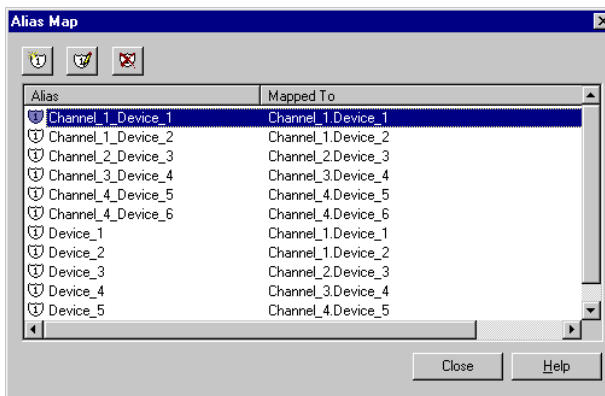 Alias Map
Alias Mapped To
Channel_1_Device_1 Channel_1.Device_1
Channel_1_Device_2 Channel_1.Device_2
Channel_2_Device_3 Channel_2.Device_3
Channel_3_Device_4 Channel_3.Device_4
Channel_4_Device_5 Channel_4.Device_5
Channel_4_Device_6 Channel_4.Device_6
Device_1 Channel_1.Device_1
Device_2 Channel_1.Device_2
Device_3 Channel_2.Device_3
Device_4 Channel_3.Device_4
Device_5 Channel_4.Device_5
Close Help